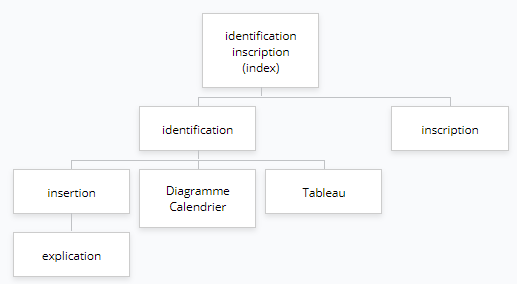 identification
inscription
(index)
identification
inscription
insertion
Diagramme
Calendrier
Tableau
explication